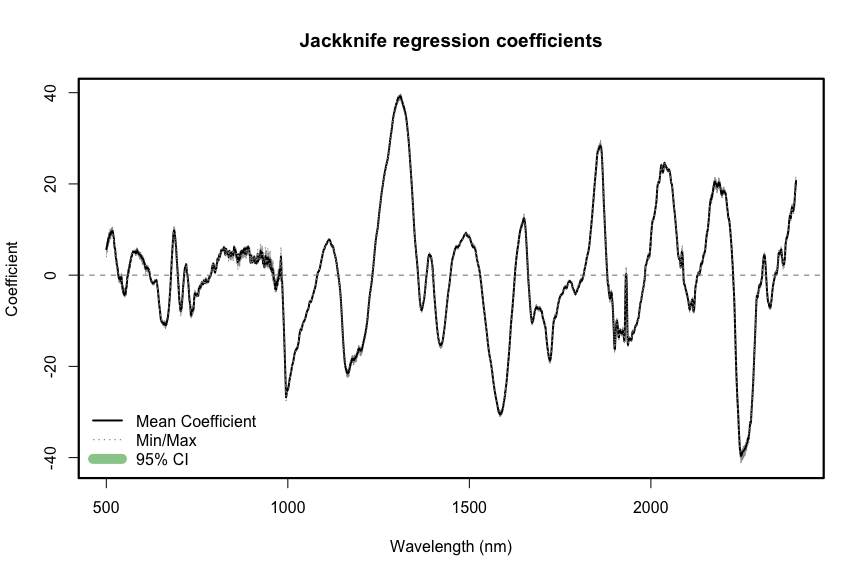 Jackknife regression coefficients
Coefficient
40
20
0
-20
-40
Mean Coefficient
Min/Max
95% CI
500 1000 1500 2000
Wavelength (nm)